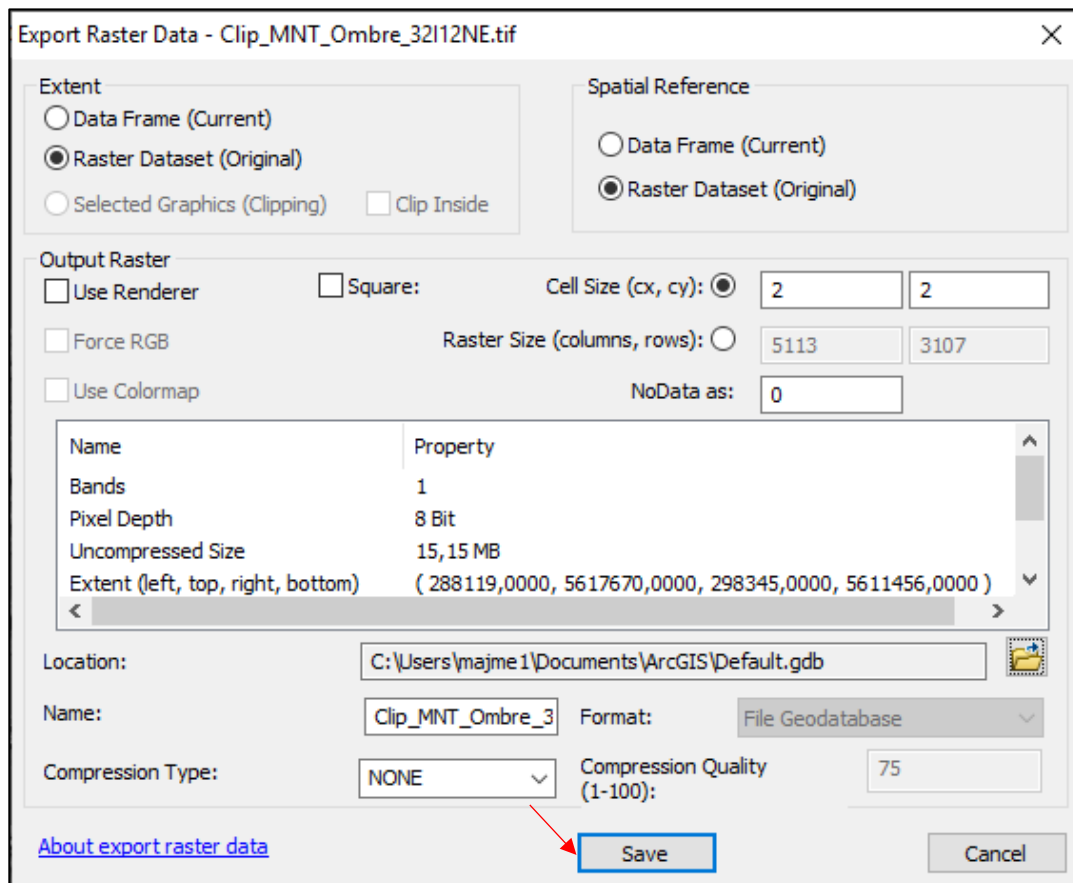 Export Raster Data - Clip_MNT_Ombre_32I12NE.tif
Extent
Data Frame (Current)
Raster Dataset (Original)
Selected Graphics (Clipping) Clip Inside
Spatial Reference
Data Frame (Current)
Raster Dataset (Original)
Output Raster
Use Renderer Square: Cell Size (cx, cy): 2 2
Force RGB Raster Size (columns, rows): 5113 3107
Use Colormap NoData as: 0
Name Property
Bands 1
Pixel Depth 8 Bit
Uncompressed Size 15,15 MB
Extent (left, top, right, bottom) ( 288119,0000, 5617670,0000, 298345,0000, 5611456,0000 )
Location: C:\Users\majme1\Documents\ArcGIS\Default.gdb
Name: Clip_MNT_Ombre_3 Format: File Geodatabase
Compression Type: NONE Compression Quality 75
(1-100):
About export raster data Save Cancel